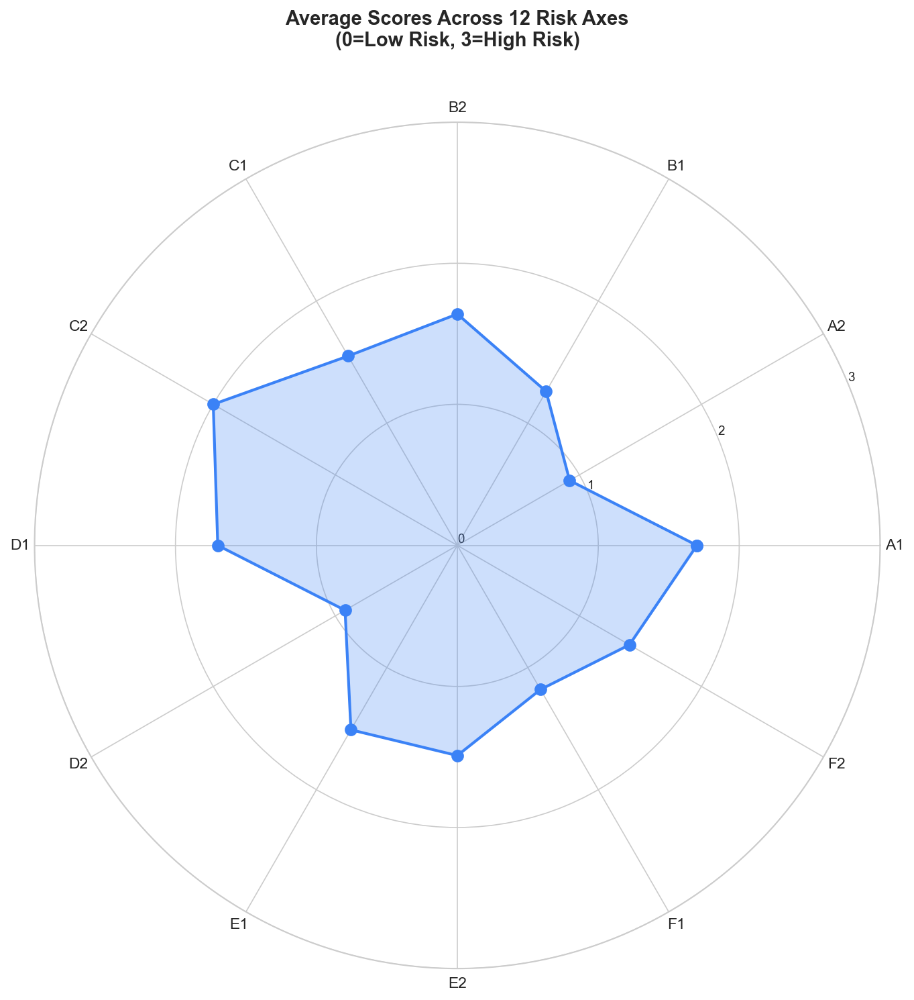 Average Scores Across 12 Risk Axes
(0=Low Risk, 3=High Risk)
B2
C1
B1
C2
A2
3
2
1
0
D1
A1
D2
F2
E1
F1
E2